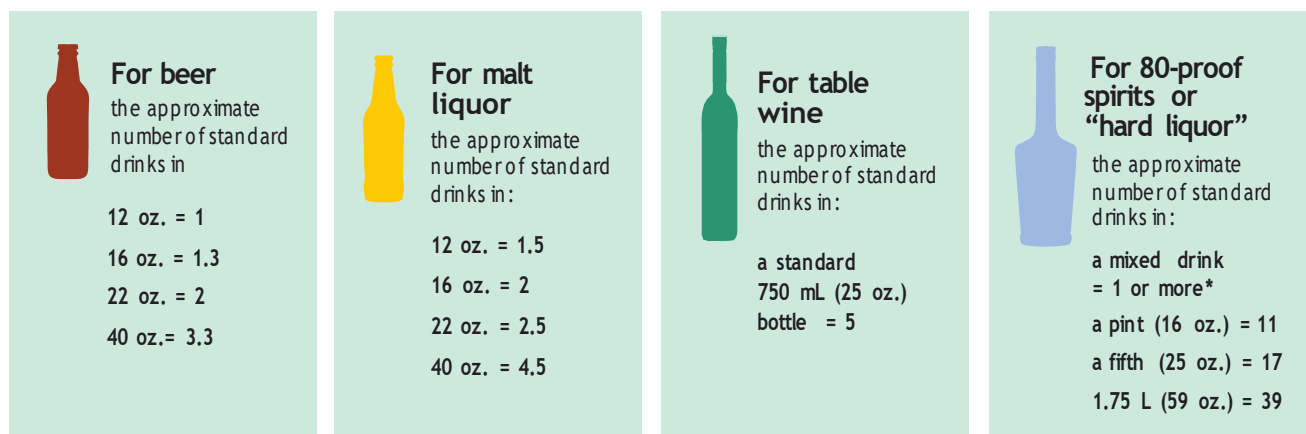 For beer
the approximate
number of standard
drinks in
12 oz. = 1
16 oz. = 1.3
22 oz. = 2
40 oz.= 3.3
For malt
liquor
the approximate
number of standard
drinks in:
12 oz. = 1.5
16 oz. = 2
22 oz. = 2.5
40 oz. = 4.5
For table
wine
the approximate
number of standard
drinks in:
a standard
750 mL (25 oz.)
bottle = 5
For 80-proof
spirits or
“hard liquor”
the approximate
number of standard
drinks in:
a mixed drink
= 1 or more*
a pint (16 oz.) = 11
a fifth (25 oz.) = 17
1.75 L (59 oz.) = 39